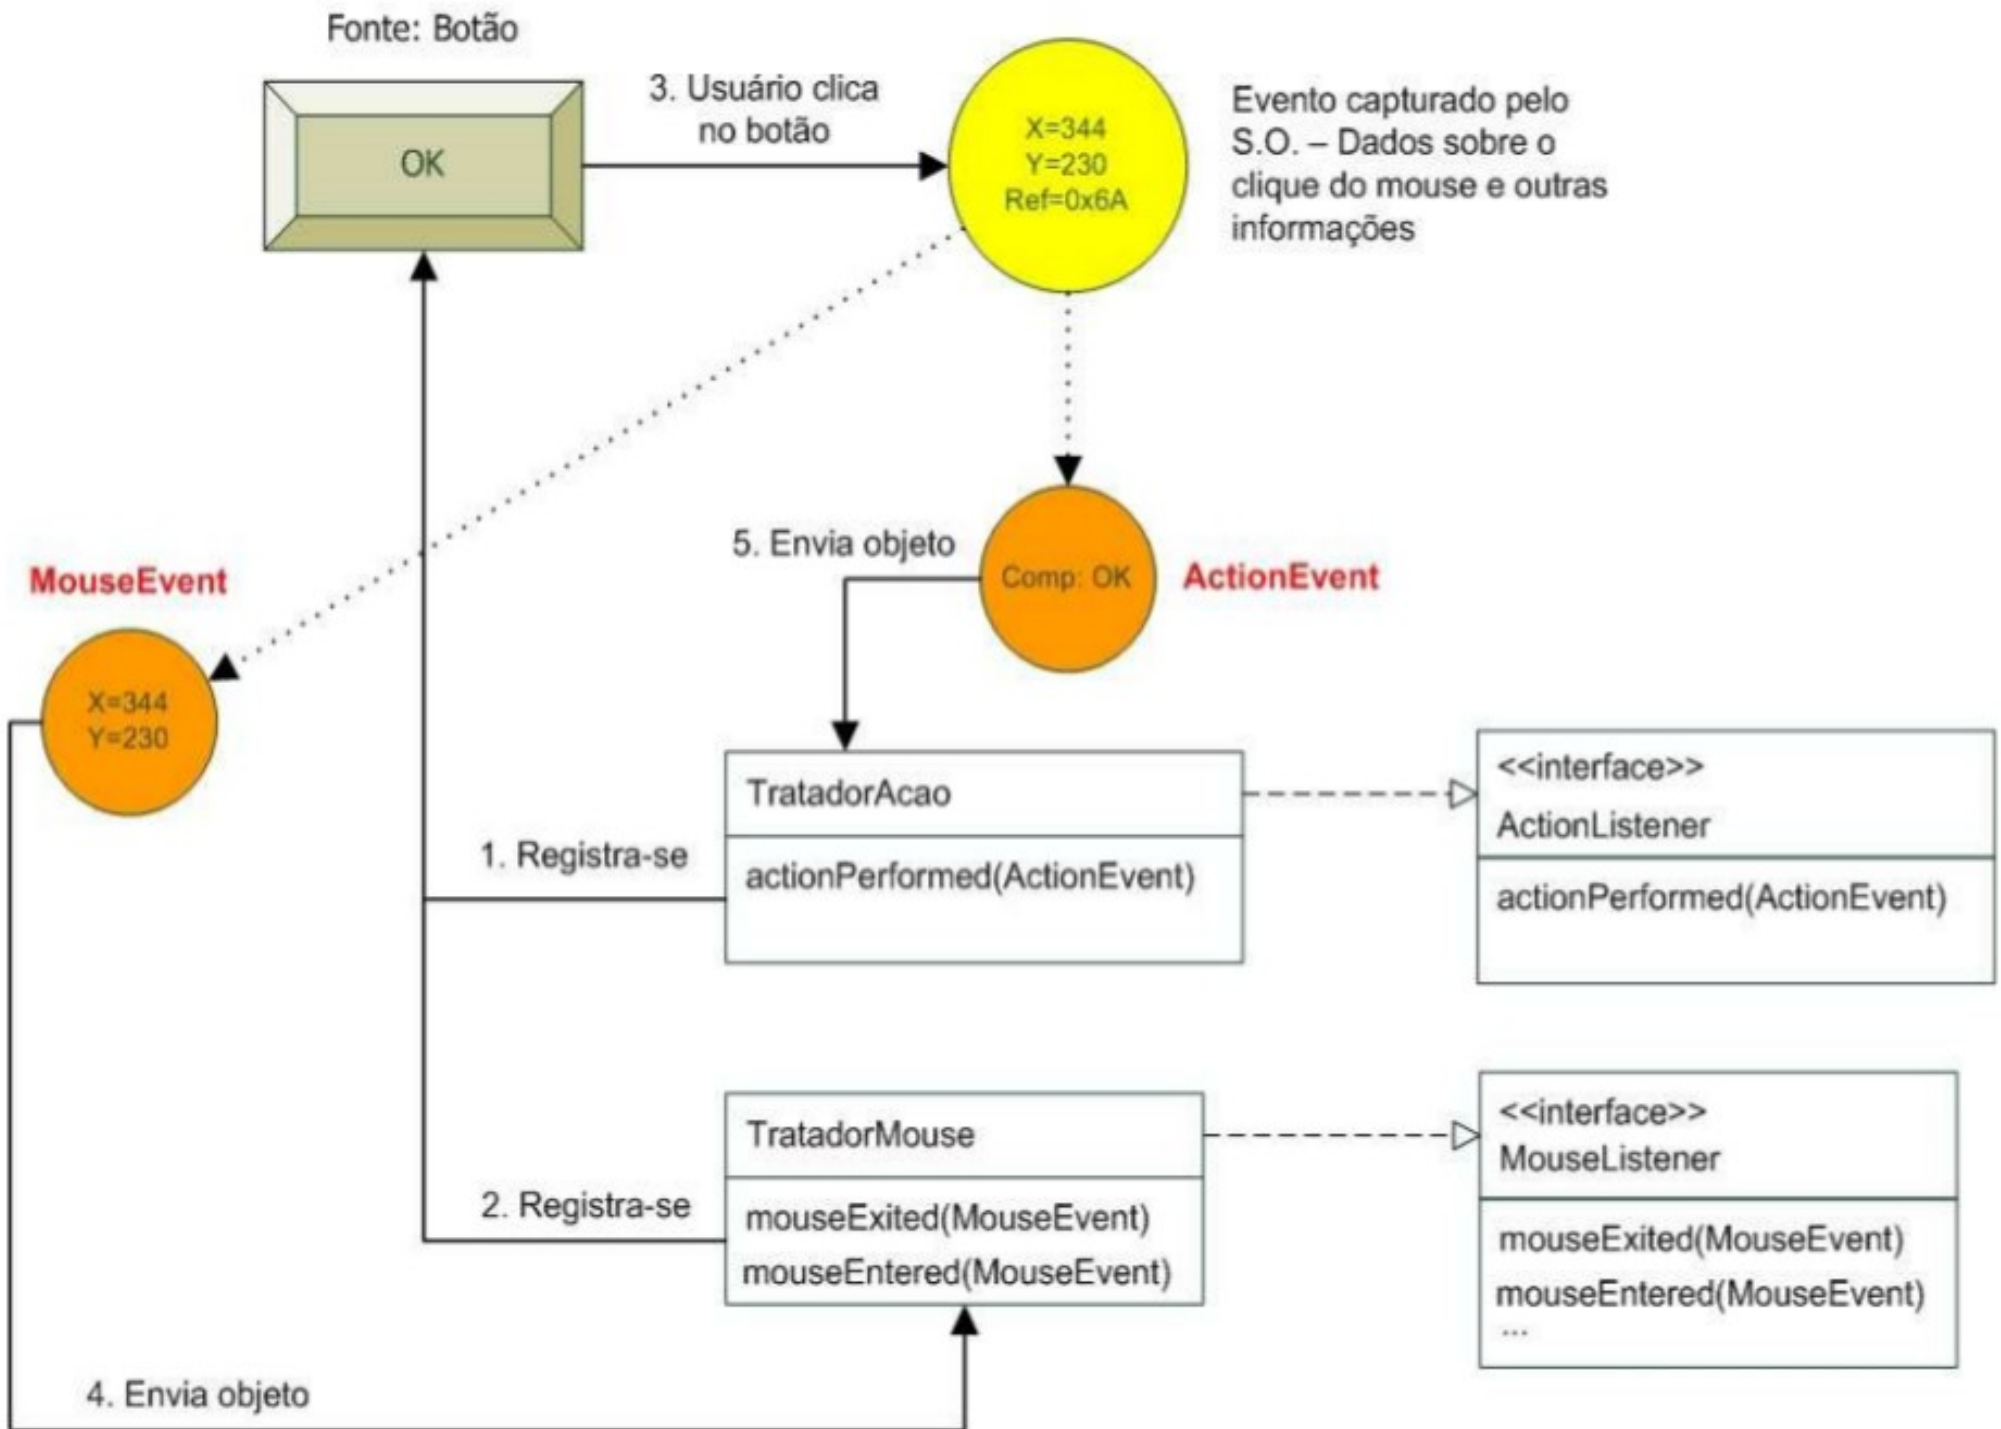 Fonte: Botão
OK
3. Usuário clica
no botão
X=344
Y=230
Ref=0x6A
Evento capturado pelo
S.O. – Dados sobre o
clique do mouse e outras
informações
MouseEvent
X=344
Y=230
5. Envia objeto
Comp: OK
ActionEvent
TratadorAcao
actionPerformed(ActionEvent)
<<interface>>
ActionListener
actionPerformed(ActionEvent)
1. Registra-se
TratadorMouse
mouseExited(MouseEvent)
mouseEntered(MouseEvent)
<<interface>>
MouseListener
mouseExited(MouseEvent)
mouseEntered(MouseEvent)
...
2. Registra-se
4. Envia objeto